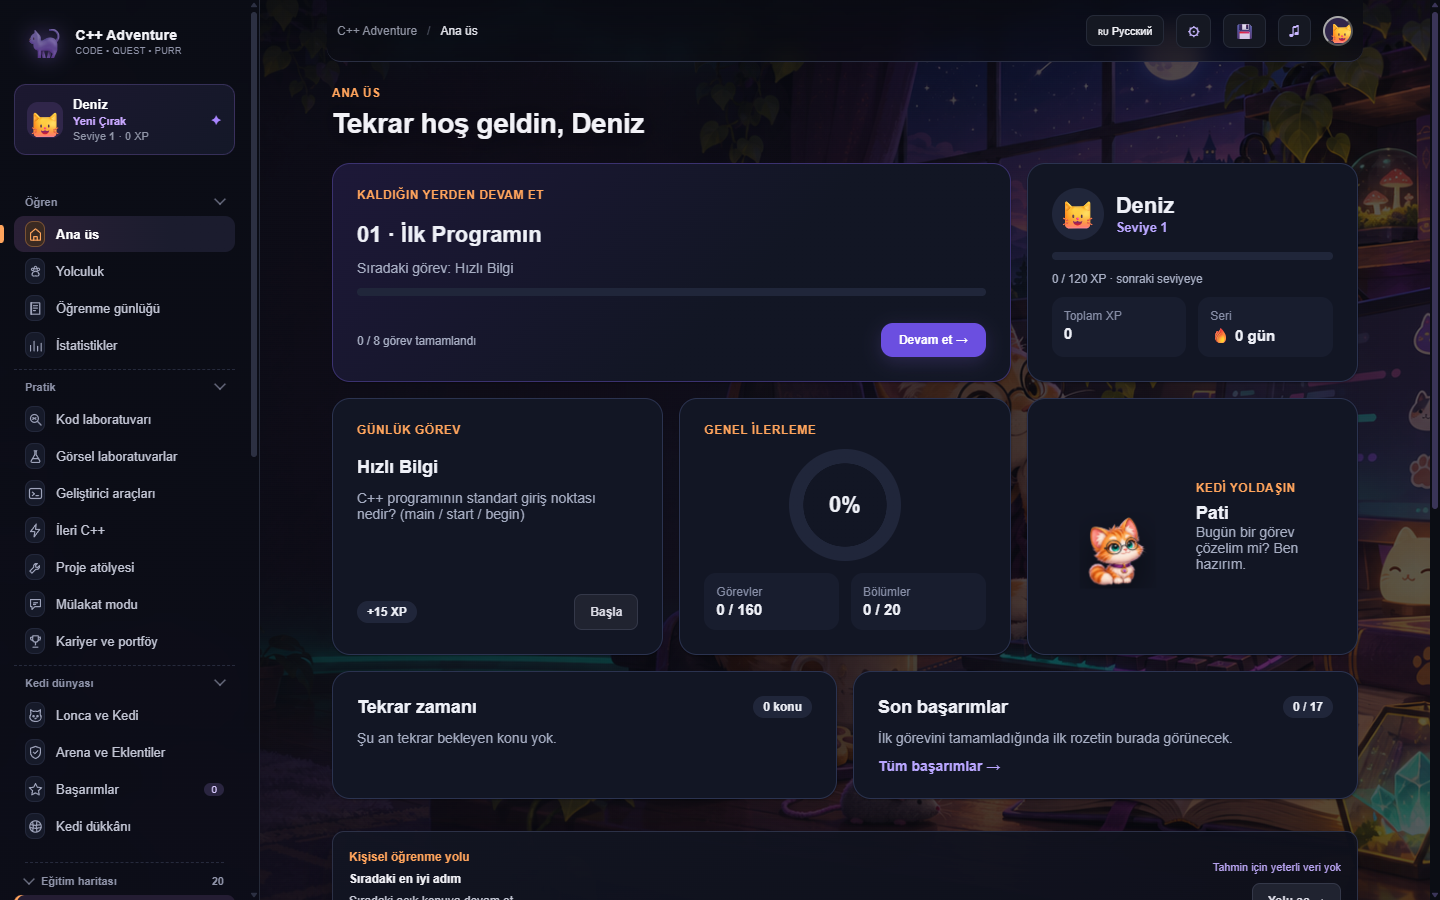 C++ Adventure
CODE • QUEST • PURR
Deniz
Yeni Çırak
Seviye 1 · 0 XP
Öğren
Ana üs
Yolculuk
Öğrenme günlüğü
İstatistikler
Pratik
Kod laboratuvarı
Görsel laboratuvarlar
Geliştirici araçları
İleri C++
Proje atölyesi
Mülakat modu
Kariyer ve portföy
Kedi dünyası
Lonca ve Kedi
Arena ve Eklentiler
Başarımlar 0
Kedi dükkânı
Eğitim haritası 20
C++ Adventure / Ana üs
RU Русский
ANA ÜS
Tekrar hoş geldin, Deniz
KALDIĞIN YERDEN DEVAM ET
01 · İlk Programın
Sıradaki görev: Hızlı Bilgi
0 / 8 görev tamamlandı
Devam et →
Deniz
Seviye 1
0 / 120 XP · sonraki seviyeye
Toplam XP
0
Seri
0 gün
GÜNLÜK GÖREV
Hızlı Bilgi
C++ programının standart giriş noktası
nedir? (main / start / begin)
+15 XP
Başla
GENEL İLERLEME
0%
Görevler
0 / 160
Bölümler
0 / 20
KEDİ YOLDAŞIN
Pati
Bugün bir görev
çözelim mi? Ben
hazırım.
Tekrar zamanı
0 konu
Şu an tekrar bekleyen konu yok.
Son başarımlar
0 / 17
İlk görevini tamamladığında ilk rozetin burada görünecek.
Tüm başarımlar →
Kişisel öğrenme yolu
Sıradaki en iyi adım
Sıradaki açık konuya devam et
Tahmin için yeterli veri yok